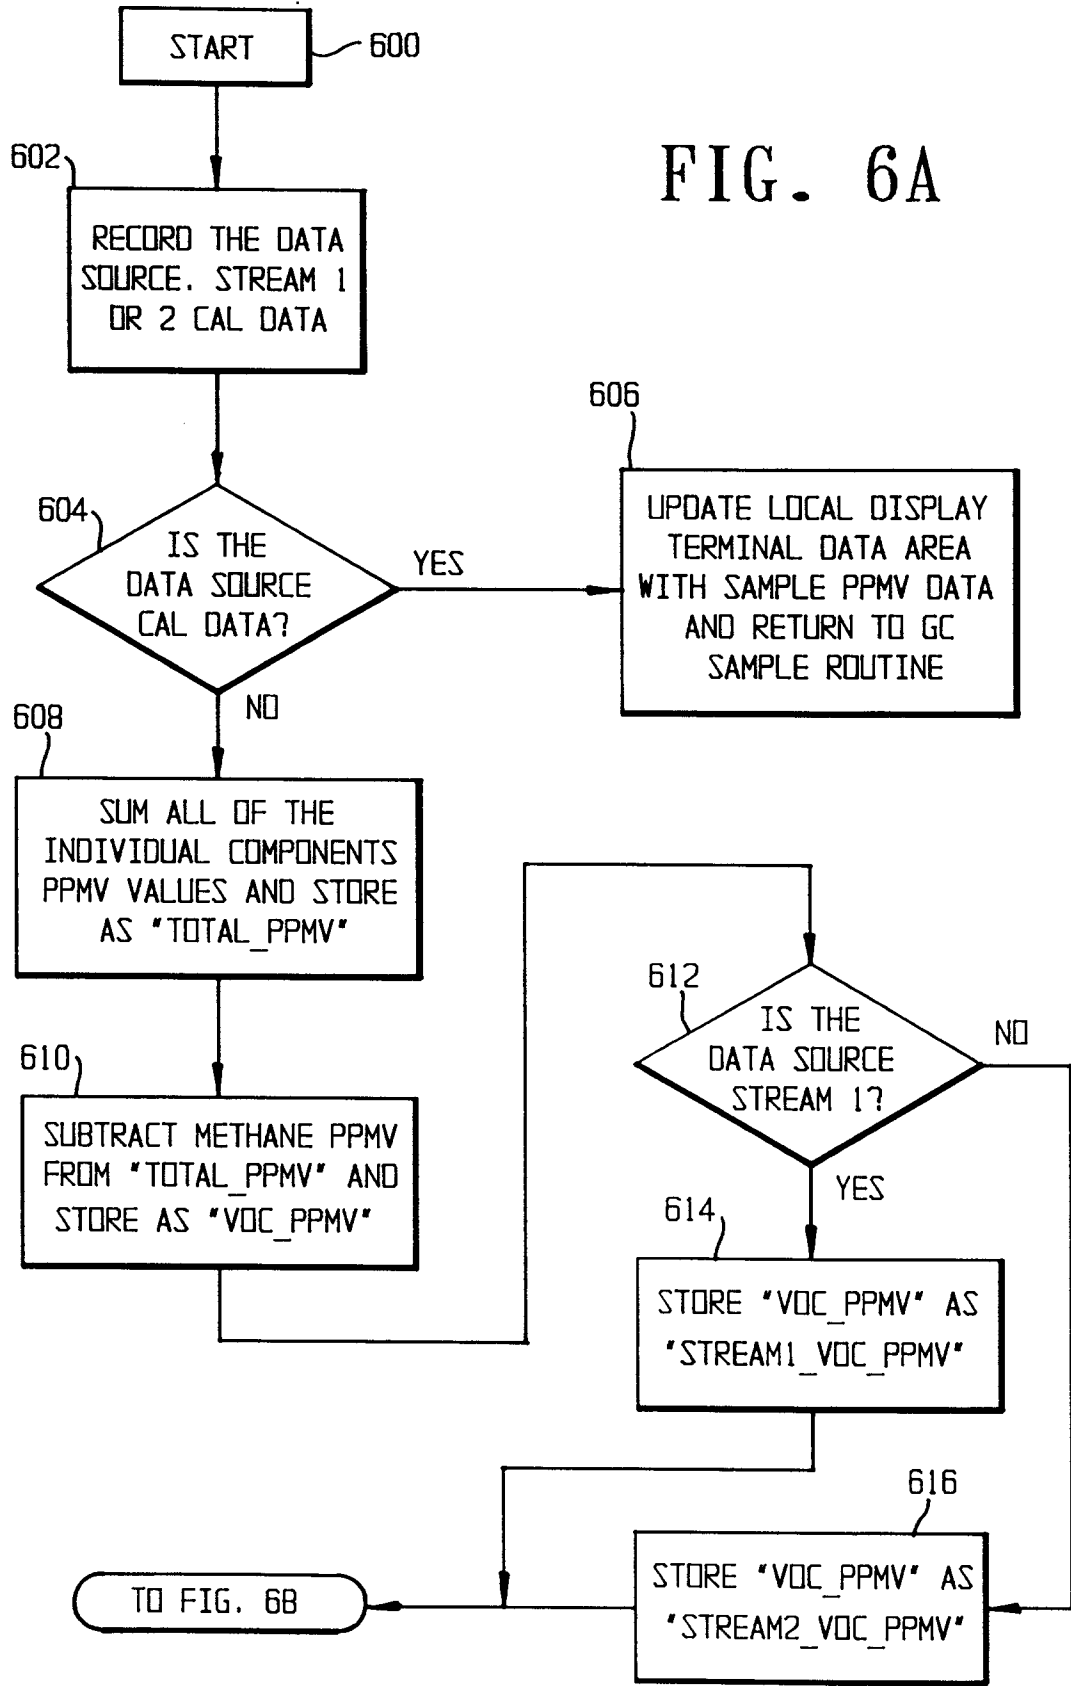 START
600
FIG. 6A
602
RECORD THE DATA
SOURCE. STREAM 1
OR 2 CAL DATA
604
IS THE
DATA SOURCE
CAL DATA?
YES
NO
606
UPDATE LOCAL DISPLAY
TERMINAL DATA AREA
WITH SAMPLE PPMV DATA
AND RETURN TO GC
SAMPLE ROUTINE
608
SUM ALL OF THE
INDIVIDUAL COMPONENTS
PPMV VALUES AND STORE
AS "TOTAL_PPMV"
610
SUBTRACT METHANE PPMV
FROM "TOTAL_PPMV" AND
STORE AS "VOC_PPMV"
612
IS THE
DATA SOURCE
STREAM 1?
NO
YES
614
STORE "VOC_PPMV" AS
"STREAM1_VOC_PPMV"
616
STORE "VOC_PPMV" AS
"STREAM2_VOC_PPMV"
TO FIG. 6B